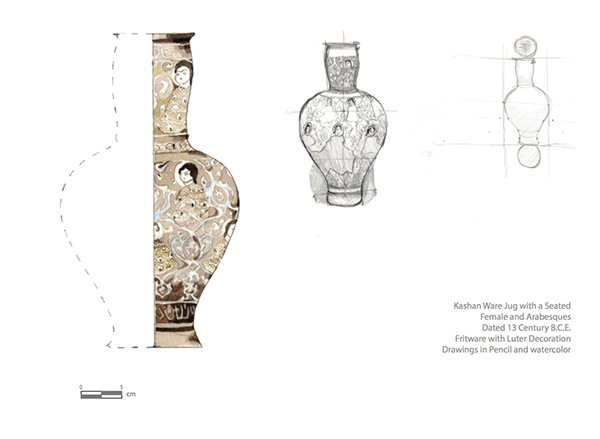 Kashan Ware Jug with a Seated
Female and Arabesques
Dated 13 Century B.C.E.
Fritware with Luter Decoration
Drawings in Pencil and watercolor
0 5
cm